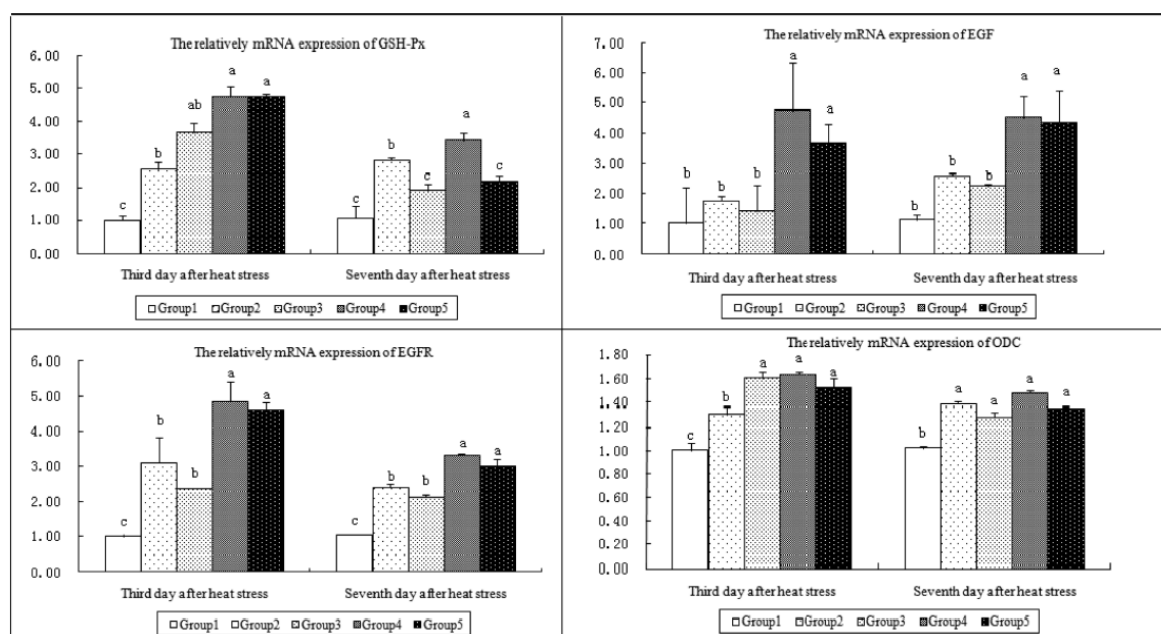 The relatively mRNA expression of GSH-Px
6.00
5.00
4.00
3.00
2.00
1.00
0.00
c
b
ab
a
a
c
b
c
a
c
Third day after heat stress
Seventh day after heat stress
Group1 Group2 Group3 Group4 Group5
The relatively mRNA expression of EGF
7.00
6.00
5.00
4.00
3.00
2.00
1.00
0.00
b
b
b
a
a
b
b
b
a
a
Third day after heat stress
Seventh day after heat stress
Group1 Group2 Group3 Group4 Group5
The relatively mRNA expression of EGFR
6.00
5.00
4.00
3.00
2.00
1.00
0.00
c
b
b
a
a
c
b
b
a
a
Third day after heat stress
Seventh day after heat stress
Group1 Group2 Group3 Group4 Group5
The relatively mRNA expression of ODC
1.80
1.60
1.20
1.00
0.80
0.60
0.40
0.20
0.00
c
b
a
a
a
b
a
a
a
a
Third day after heat stress
Seventh day after heat stress
Group1 Group2 Group3 Group4 Group5